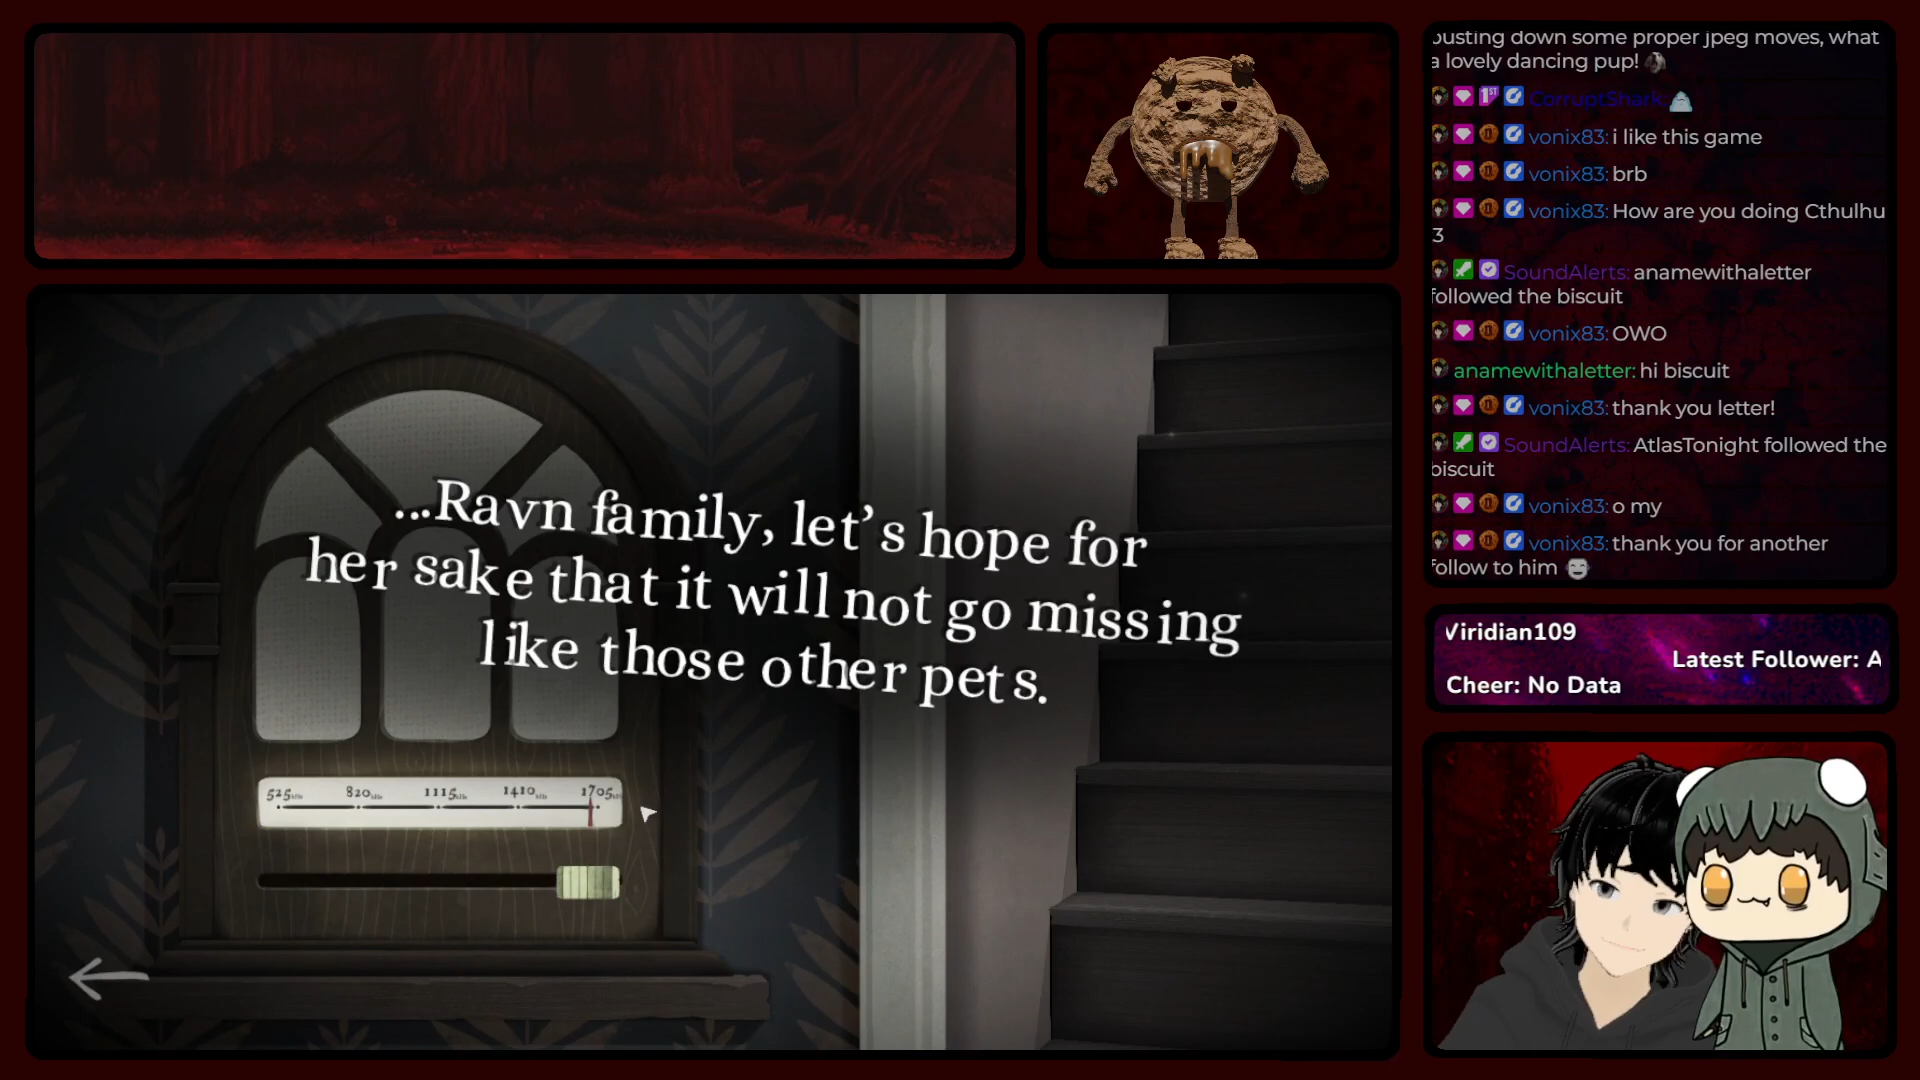 busting down some proper jpeg moves, what
a lovely dancing pup!
CorruptShark:
vonix83: i like this game
vonix83: brb
vonix83: How are you doing Cthulhu
3
SoundAlerts: anamewithaletter
followed the biscuit
vonix83: OWO
anamewithaletter: hi biscuit
vonix83: thank you letter!
SoundAlerts: AtlasTonight followed the
biscuit
vonix83: o my
vonix83: thank you for another
follow to him
...Ravn family, let's hope for
her sake that it will not go missing
like those other pets.
525 820 1115 1410 1705
Viridian109
Latest Follower: A
Cheer: No Data